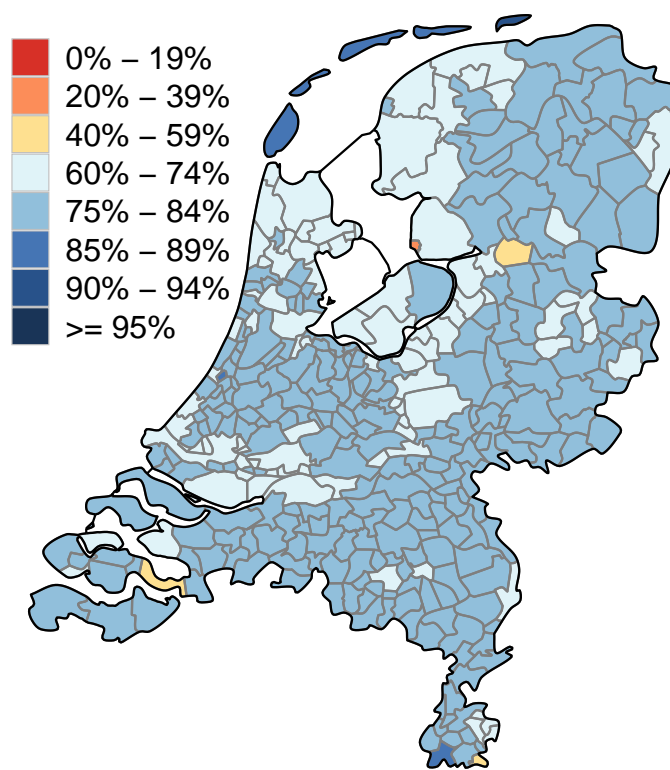 0% – 19%
20% – 39%
40% – 59%
60% – 74%
75% – 84%
85% – 89%
90% – 94%
>= 95%